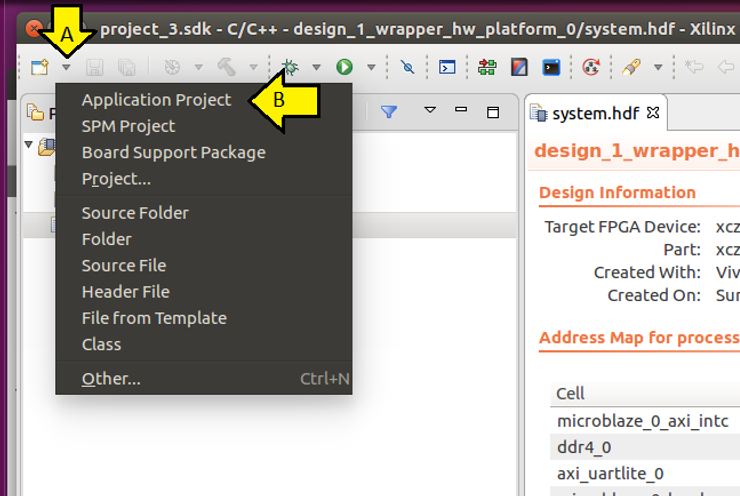 A
project_3.sdk - C/C++ - design_1_wrapper_hw_platform_0/system.hdf - Xilinx
Application Project
B
SPM Project
Board Support Package
Project...
Source Folder
Folder
Source File
Header File
File from Template
Class
Other... Ctrl+N
system.hdf
design_1_wrapper_h
Design Information
Target FPGA Device: xcz
Part: xcz
Created With: Viv
Created On: Sun
Address Map for process
Cell
microblaze_0_axi_intc
ddr4_0
axi_uartlite_0